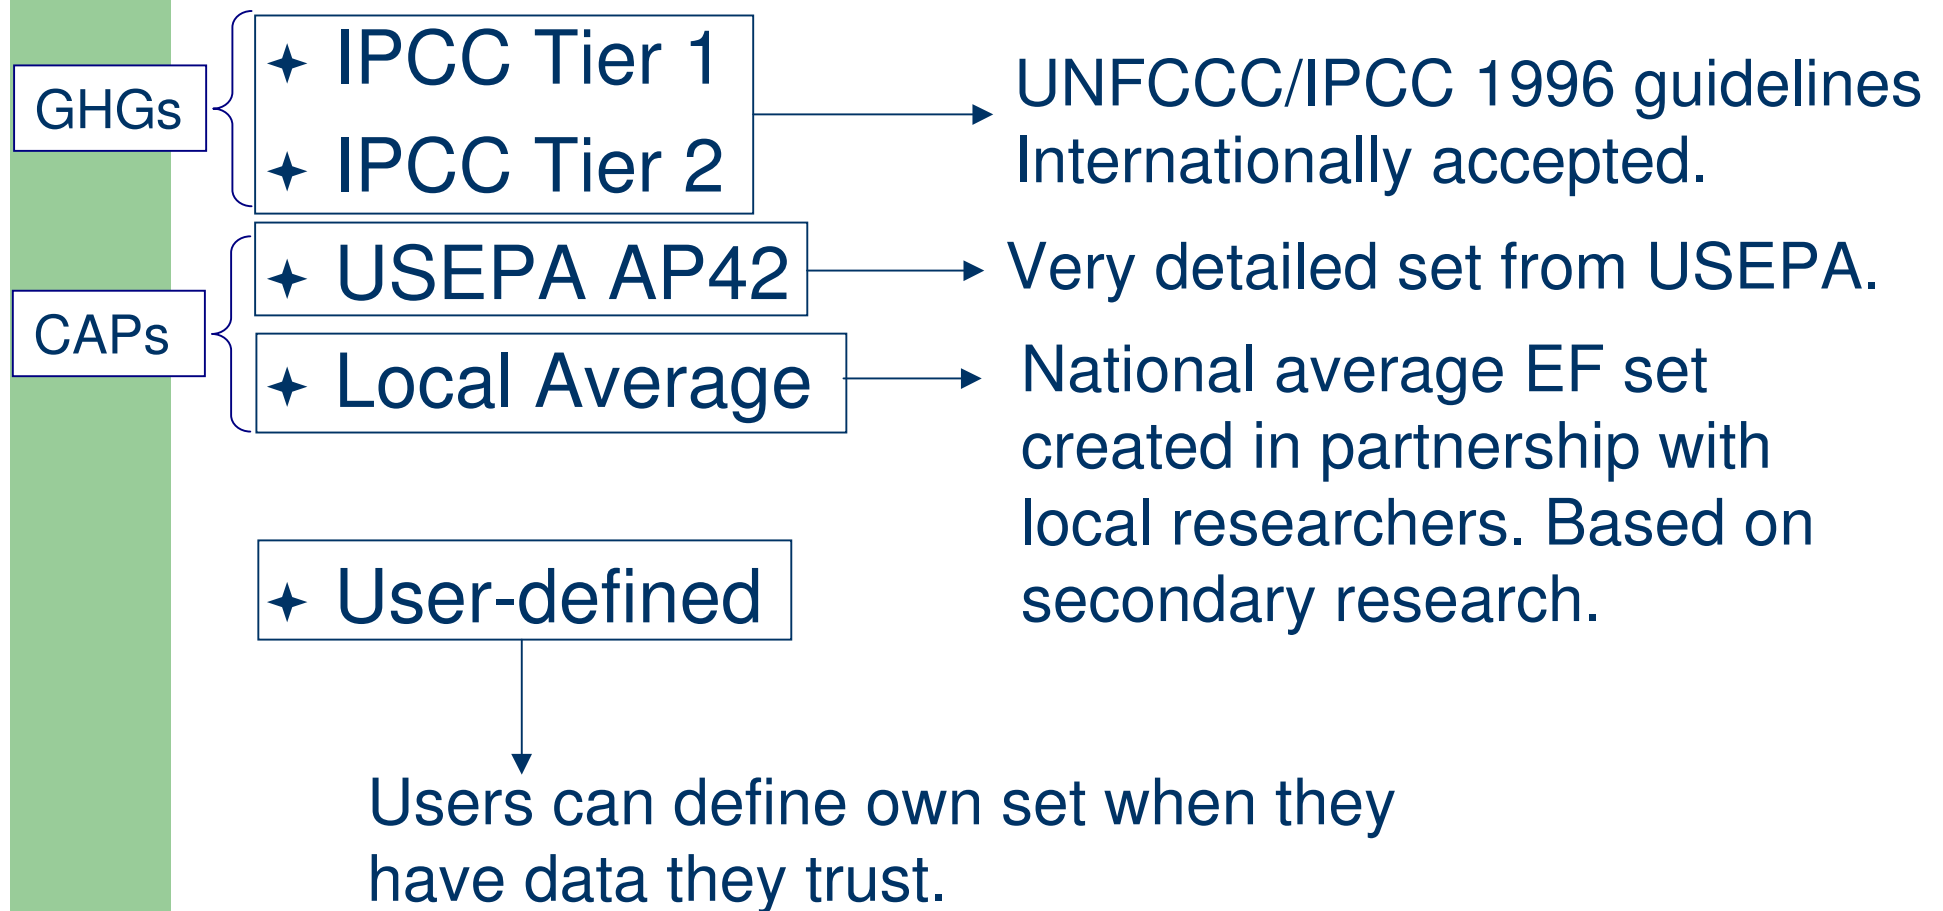 GHGs
IPCC Tier 1
IPCC Tier 2
UNFCCC/IPCC 1996 guidelines
Internationally accepted.
CAPs
USEPA AP42
Very detailed set from USEPA.
Local Average
National average EF set
created in partnership with
local researchers. Based on
secondary research.
User-defined
Users can define own set when they
have data they trust.